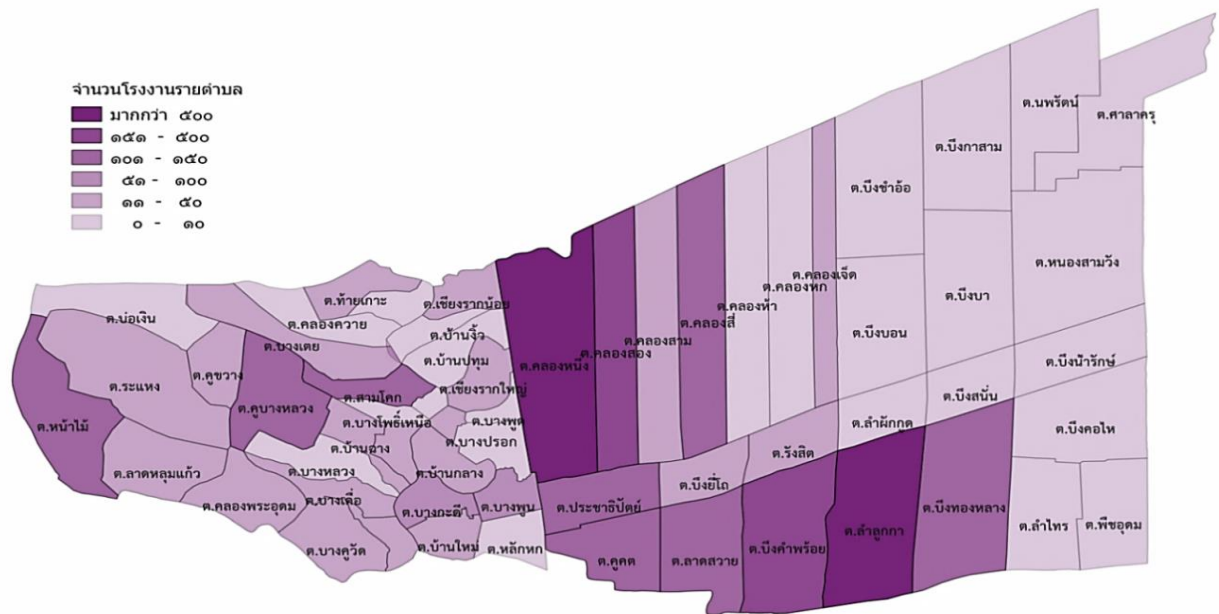 จำนวนโรงงานรายตำบล
มากกว่า ๕๐๐
๑๕๑ - ๕๐๐
๑๐๑ - ๑๕๐
๕๑ - ๑๐๐
๑๑ - ๕๐
๐ - ๑๐
ต.นพรัตน์
ต.ศาลาครุ
ต.บึงกาสาม
ต.บึงชำอ้อ
ต.หนองสามวัง
ต.คลองเจ็ด
ต.คลองหก
ต.คลองห้า
ต.คลองสี่
ต.คลองสาม
ต.คลองสอง
ต.คลองหนึ่ง
ต.บึงบา
ต.บึงบอน
ต.บึงน้ำรักษ์
ต.บึงสนั่น
ต.บึงคอไห
ต.ลำผักกูด
ต.รังสิต
ต.บึงยี่โถ
ต.ประชาธิปัตย์
ต.คูคต
ต.ลาดสวาย
ต.บึงคำพร้อย
ต.ลำลูกกา
ต.บึงทองหลาง
ต.ลำไทร
ต.พืชอุดม
ต.ท้ายเกาะ
ต.เชียงรากน้อย
ต.บ่อเงิน
ต.คลองควาย
ต.บ้านงิ้ว
ต.บางเตย
ต.บ้านปทุม
ต.คูขวาง
ต.ระแหง
ต.สามโคก
ต.เชียงรากใหญ่
ต.คูบางหลวง
ต.หน้าไม้
ต.บางโพธิ์เหนือ
ต.บางพูด
ต.บางปรอก
ต.บ้านฉาง
ต.บางหลวง
ต.บ้านกลาง
ต.ลาดหลุมแก้ว
ต.คลองพระอุดม
ต.บางเดื่อ
ต.บางกะดี
ต.บางพูน
ต.บางคูวัด
ต.บ้านใหม่
ต.หลักหก